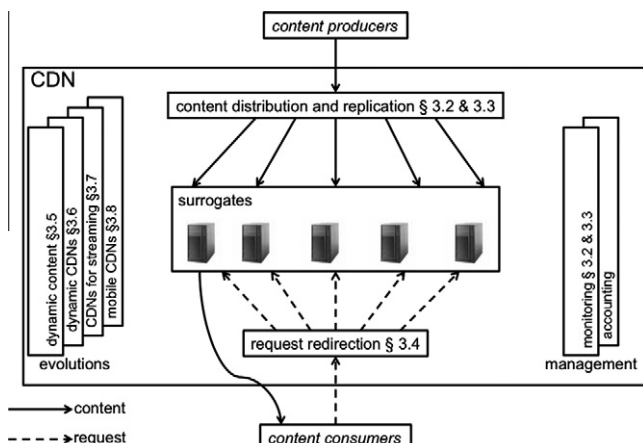 content producers
CDN
content distribution and replication § 3.2 & 3.3
surrogates
dynamic content §3.5
dynamic CDNs §3.6
CDNs for streaming §3.7
mobile CDNs §3.8
evolutions
monitoring § 3.2 & 3.3
accounting
management
request redirection § 3.4
content
request
content consumers